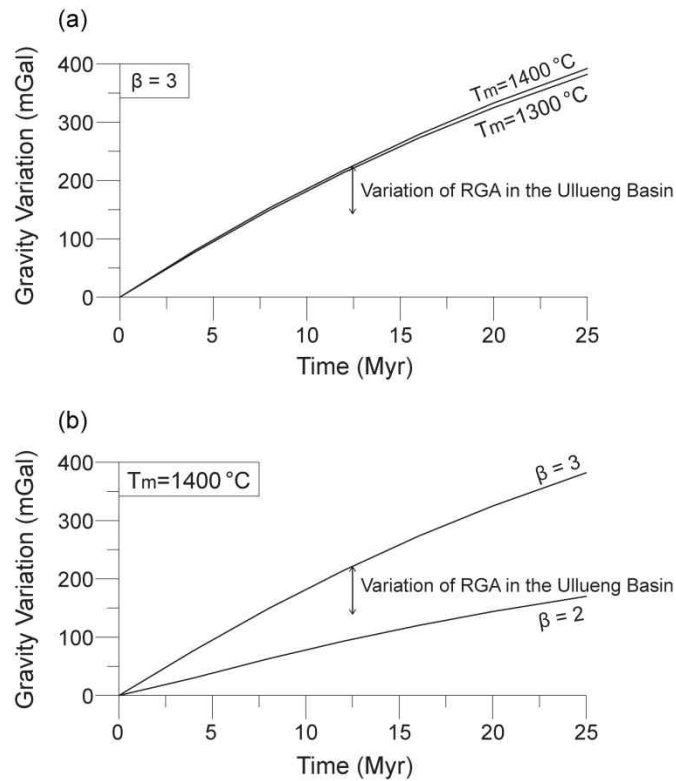 (a)
400
300
200
100
0
Gravity Variation (mGal)
β = 3
Tm=1400 °C
Tm=1300 °C
Variation of RGA in the Ullueng Basin
0 5 10 15 20 25
Time (Myr)
(b)
400
300
200
100
0
Gravity Variation (mGal)
Tm=1400 °C
β = 3
Variation of RGA in the Ullueng Basin
β = 2
0 5 10 15 20 25
Time (Myr)